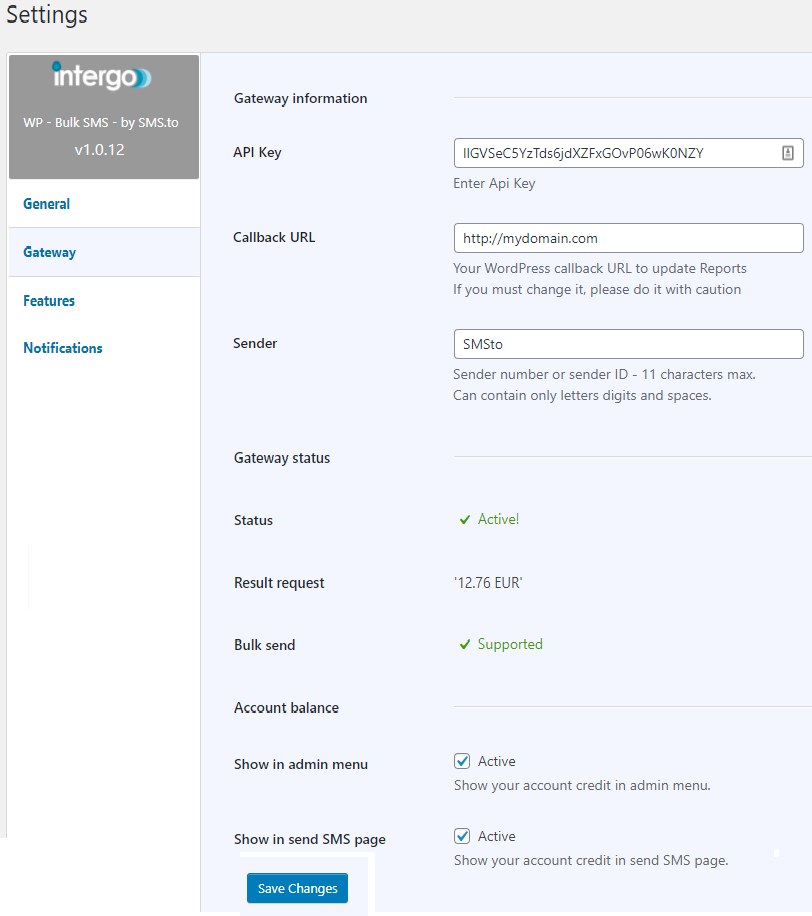 Settings
intergo
WP - Bulk SMS - by SMS.to
v1.0.12
General
Gateway
Features
Notifications
Gateway information
API Key
IIGVSeC5YzTds6jdXZFxGOvP06wK0NZY
Enter Api Key
Callback URL
http://mydomain.com
Your WordPress callback URL to update Reports
If you must change it, please do it with caution
Sender
SMSto
Sender number or sender ID - 11 characters max.
Can contain only letters digits and spaces.
Gateway status
Status
Active!
Result request
'12.76 EUR'
Bulk send
Supported
Account balance
Show in admin menu
Active
Show your account credit in admin menu.
Show in send SMS page
Active
Show your account credit in send SMS page.
Save Changes